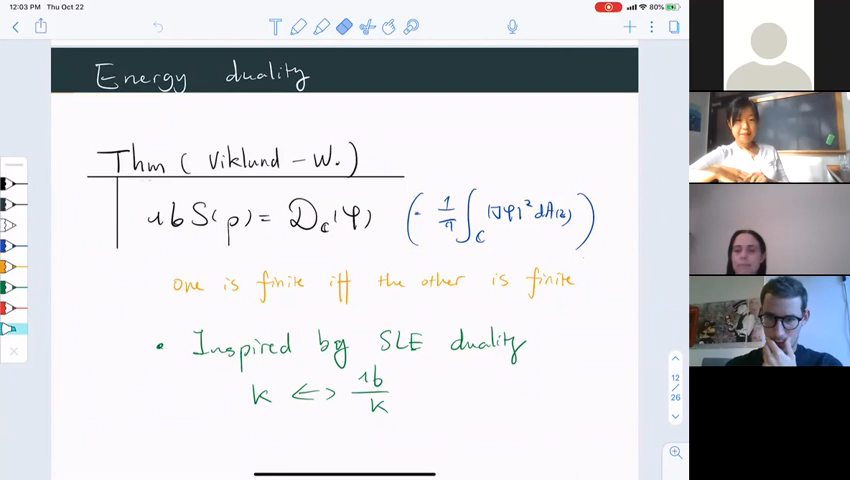 12:03 PM Thu Oct 22
80%
Energy duality
Thm ( Viklund - W. )
16 S(ρ) = D_C(φ) ( = 1/π ∫_C |∇φ|² dA(z) )
one is finite iff the other is finite
• Inspired by SLE duality
κ <=> 16/κ
12
/
26